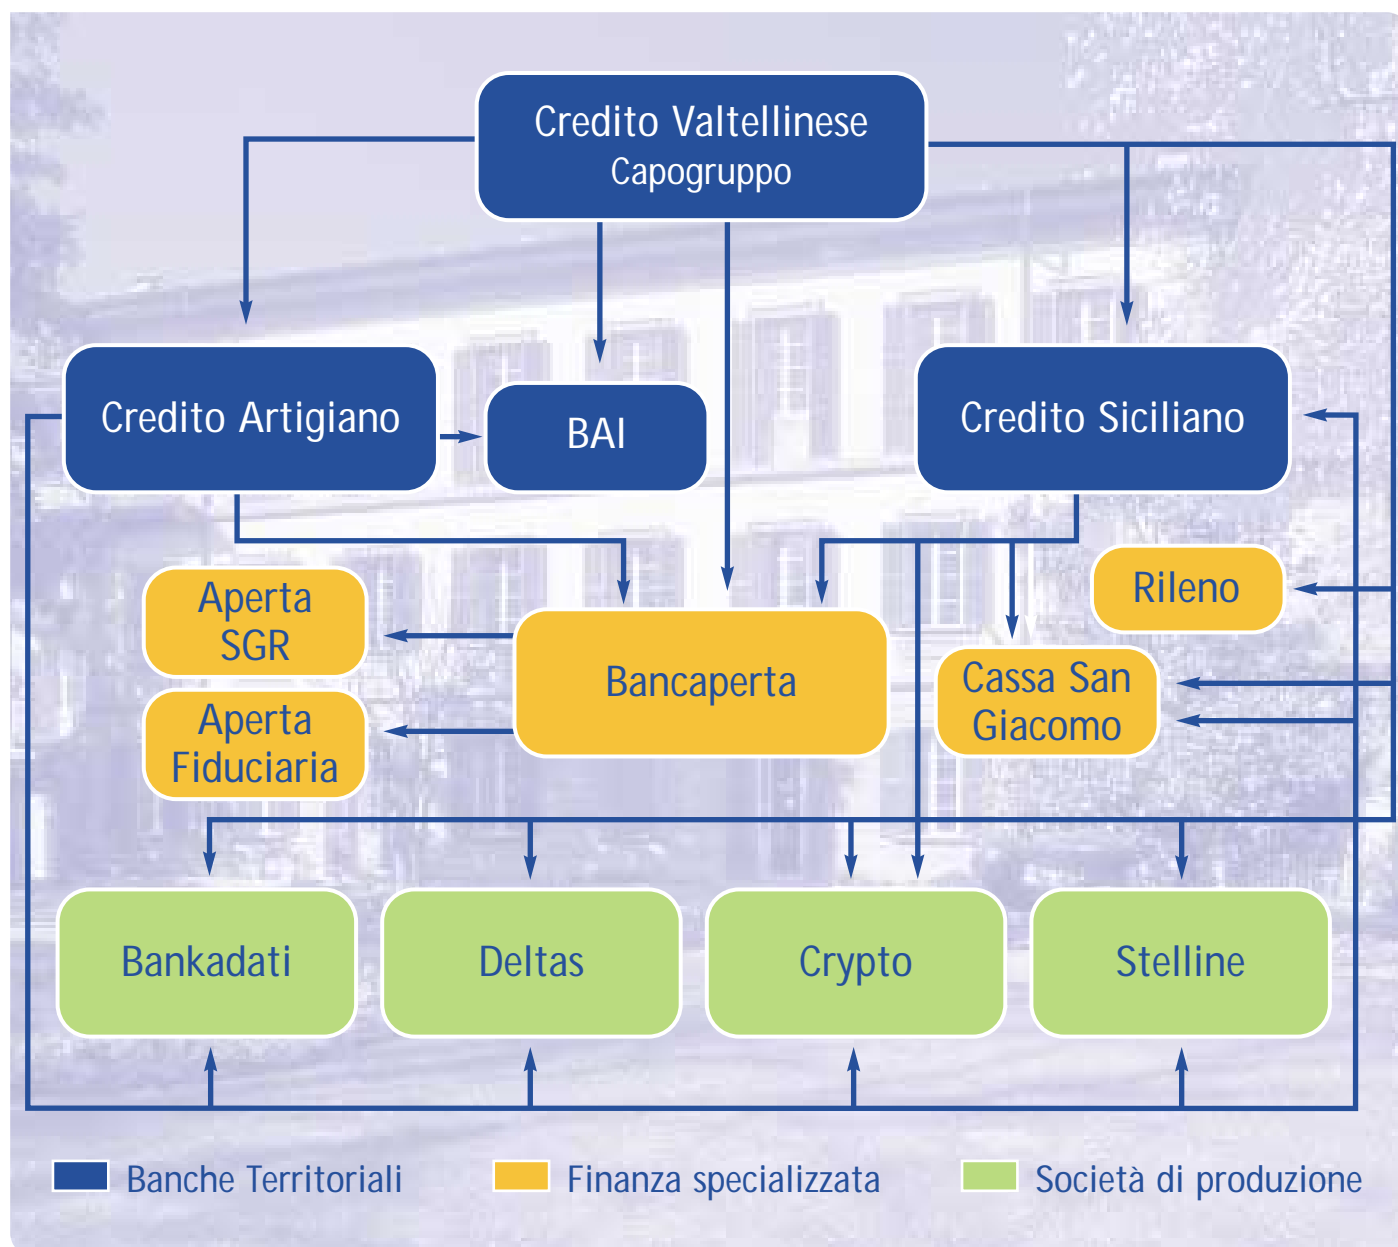 Credito Valtellinese
Capogruppo
Credito Artigiano
BAI
Credito Siciliano
Aperta
SGR
Rileno
Bancaperta
Cassa San
Giacomo
Aperta
Fiduciaria
Bankadati
Deltas
Crypto
Stelline
Banche Territoriali
Finanza specializzata
Società di produzione